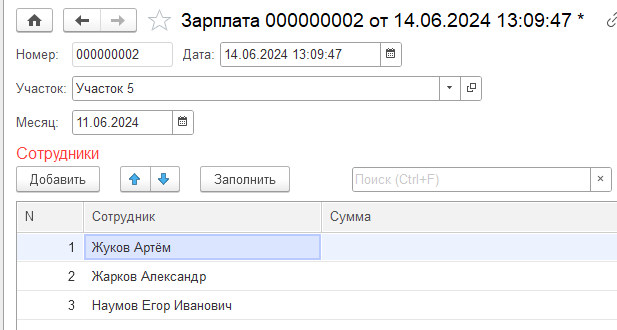 Зарплата 000000002 от 14.06.2024 13:09:47 *
Номер: 000000002 Дата: 14.06.2024 13:09:47
Участок: Участок 5
Месяц: 11.06.2024
Сотрудники
Добавить Заполнить Поиск (Ctrl+F) ×
N Сотрудник Сумма
1 Жуков Артём
2 Жарков Александр
3 Наумов Егор Иванович